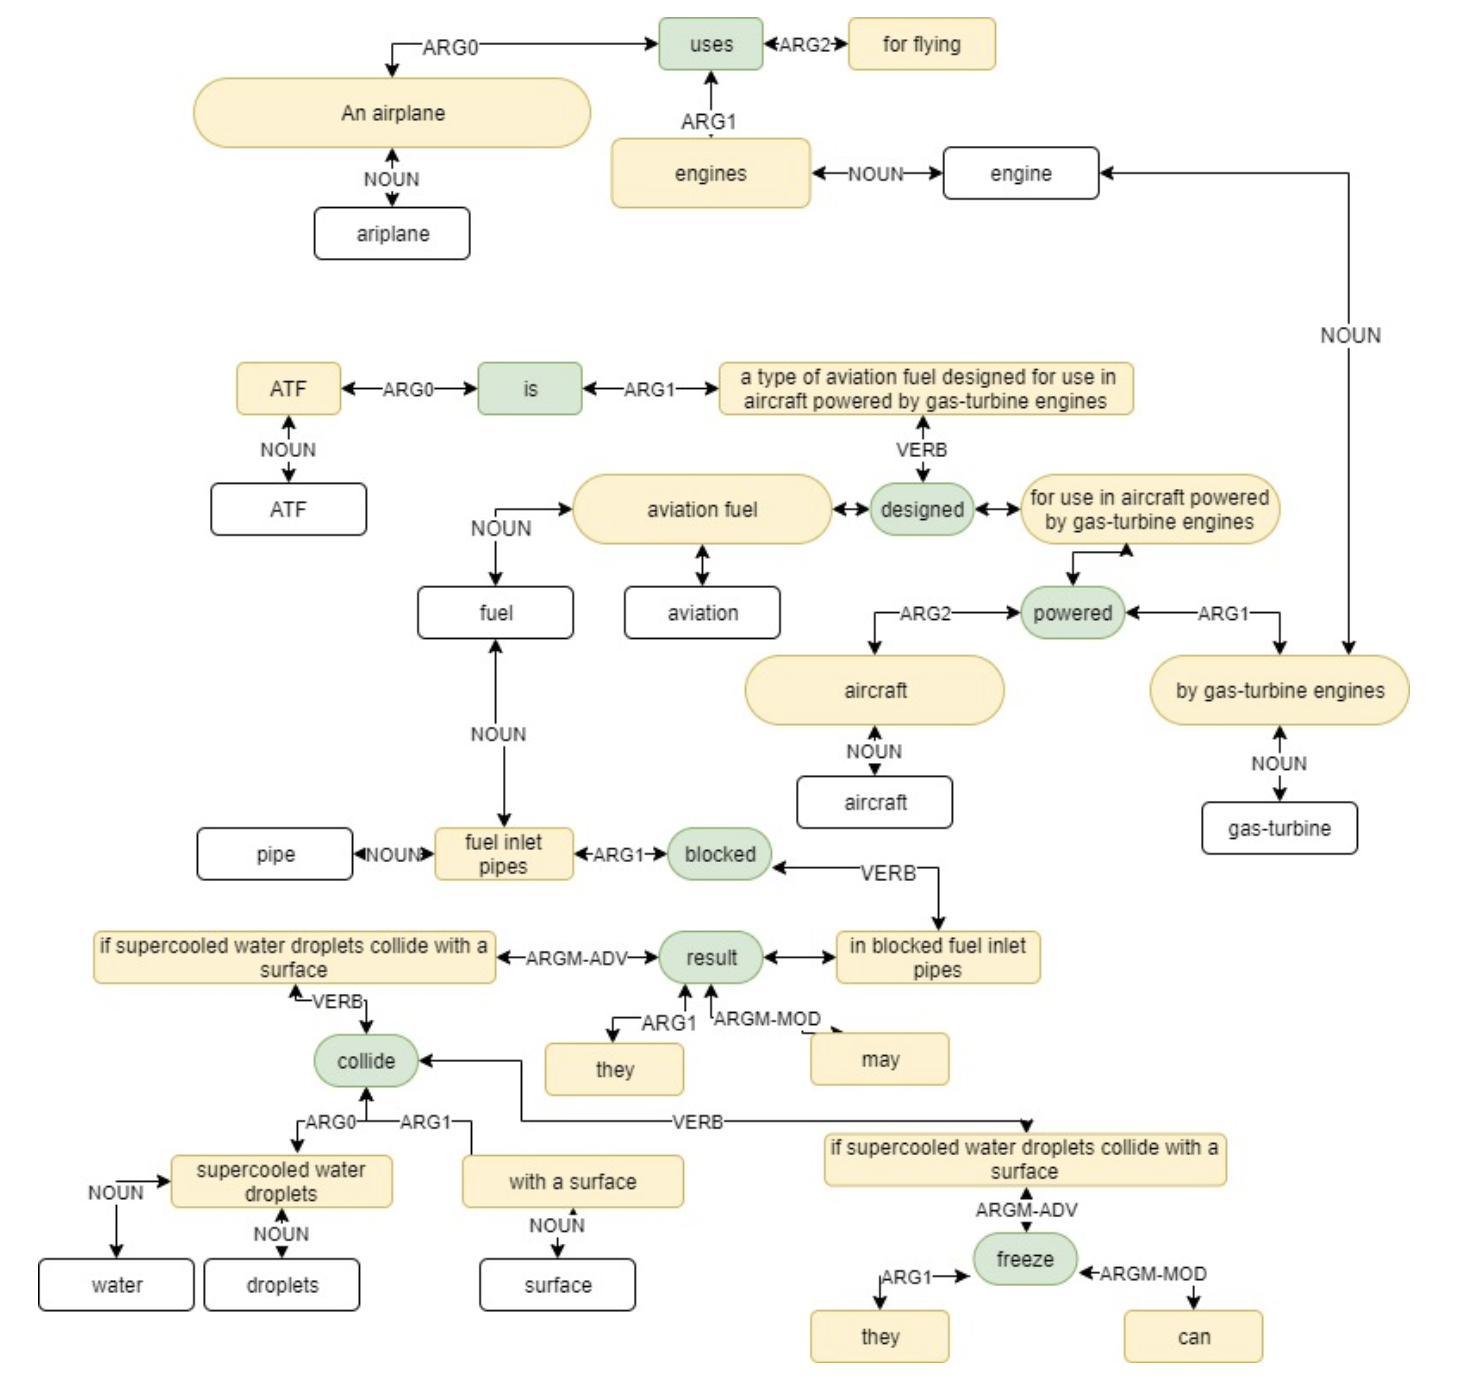 ARG0
uses
ARG2
for flying
An airplane
ARG1
NOUN
engines
NOUN
engine
ariplane
NOUN
ATF
ARG0
is
ARG1
a type of aviation fuel designed for use in
aircraft powered by gas-turbine engines
NOUN
VERB
ATF
NOUN
aviation fuel
designed
for use in aircraft powered
by gas-turbine engines
fuel
aviation
ARG2
powered
ARG1
aircraft
by gas-turbine engines
NOUN
NOUN
NOUN
aircraft
gas-turbine
pipe
NOUN
fuel inlet
pipes
ARG1
blocked
VERB
if supercooled water droplets collide with a
surface
ARGM-ADV
result
in blocked fuel inlet
pipes
VERB
ARG1
ARGM-MOD
collide
they
may
ARG0
ARG1
VERB
if supercooled water droplets collide with a
surface
supercooled water
droplets
with a surface
NOUN
NOUN
NOUN
ARGM-ADV
water
droplets
surface
freeze
ARG1
ARGM-MOD
they
can